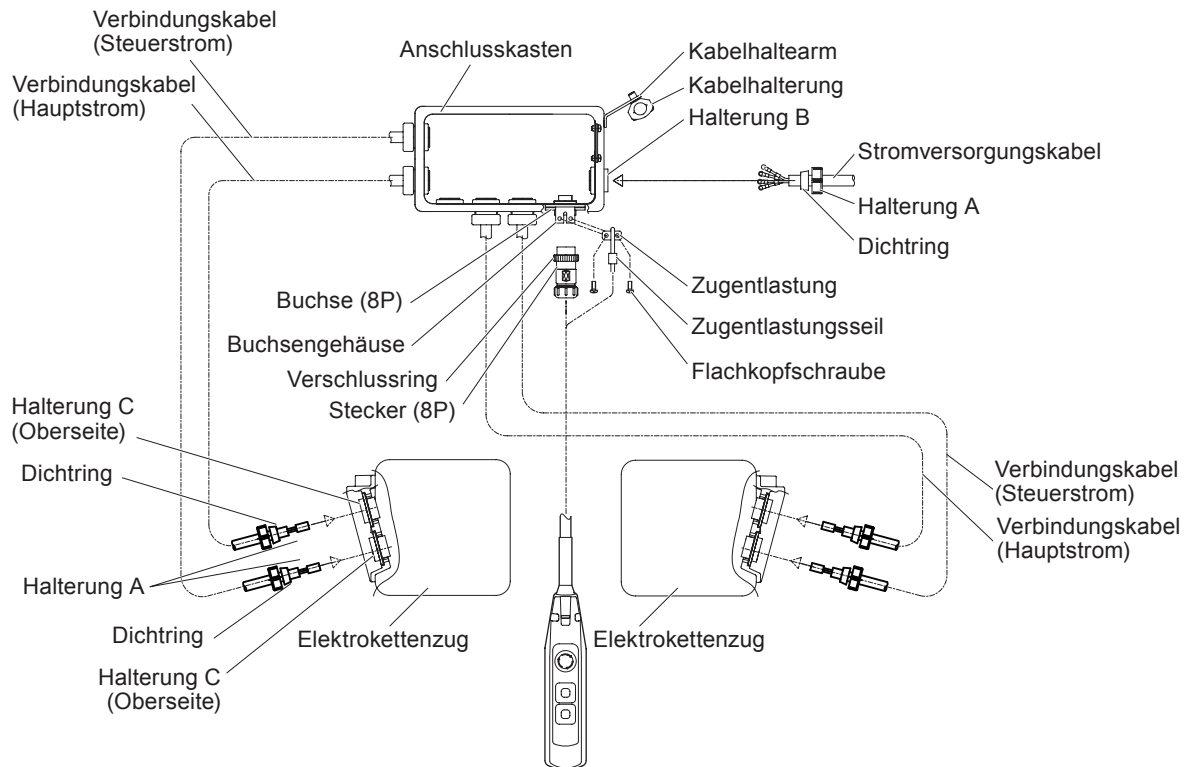 Verbindungskabel
(Steuerstrom)
Verbindungskabel
(Hauptstrom)
Anschlusskasten
Kabelhaltearm
Kabelhalterung
Halterung B
Stromversorgungskabel
Halterung A
Dichtring
Zugentlastung
Zugentlastungsseil
Flachkopfschraube
Buchse (8P)
Buchsengehäuse
Verschlussring
Stecker (8P)
Halterung C
(Oberseite)
Dichtring
Halterung A
Dichtring
Halterung C
(Oberseite)
Elektrokettenzug
Elektrokettenzug
Verbindungskabel
(Steuerstrom)
Verbindungskabel
(Hauptstrom)